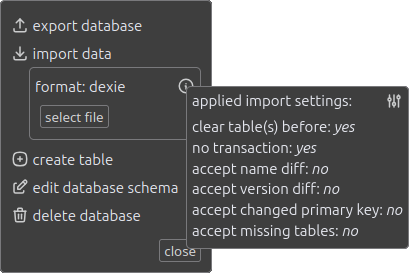 export database
import data
format: dexie
select file
applied import settings:
clear table(s) before: yes
no transaction: yes
accept name diff: no
accept version diff: no
accept changed primary key: no
accept missing tables: no
create table
edit database schema
delete database
close